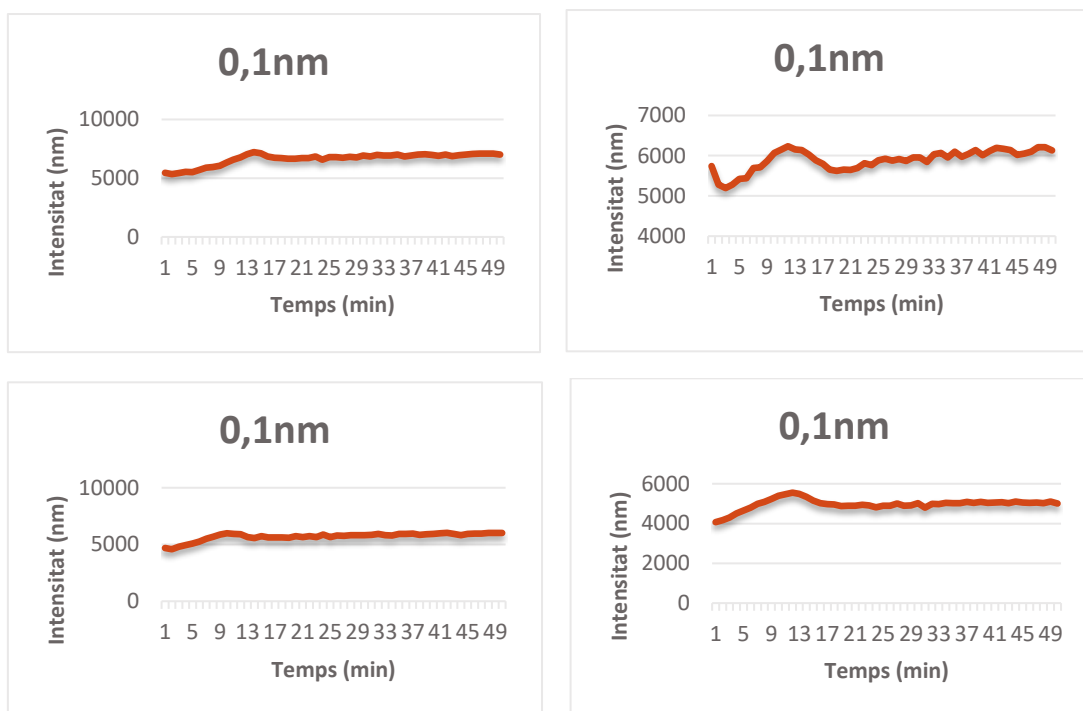 0,1nm
10000
5000
0
Intensitat (nm)
1 5 9 13 17 21 25 29 33 37 41 45 49
Temps (min)
0,1nm
7000
6000
5000
4000
Intensitat (nm)
1 5 9 13 17 21 25 29 33 37 41 45 49
Temps (min)
0,1nm
10000
5000
0
Intensitat (nm)
1 5 9 13 17 21 25 29 33 37 41 45 49
Temps (min)
0,1nm
6000
4000
2000
0
Intensitat (nm)
1 5 9 13 17 21 25 29 33 37 41 45 49
Temps (min)